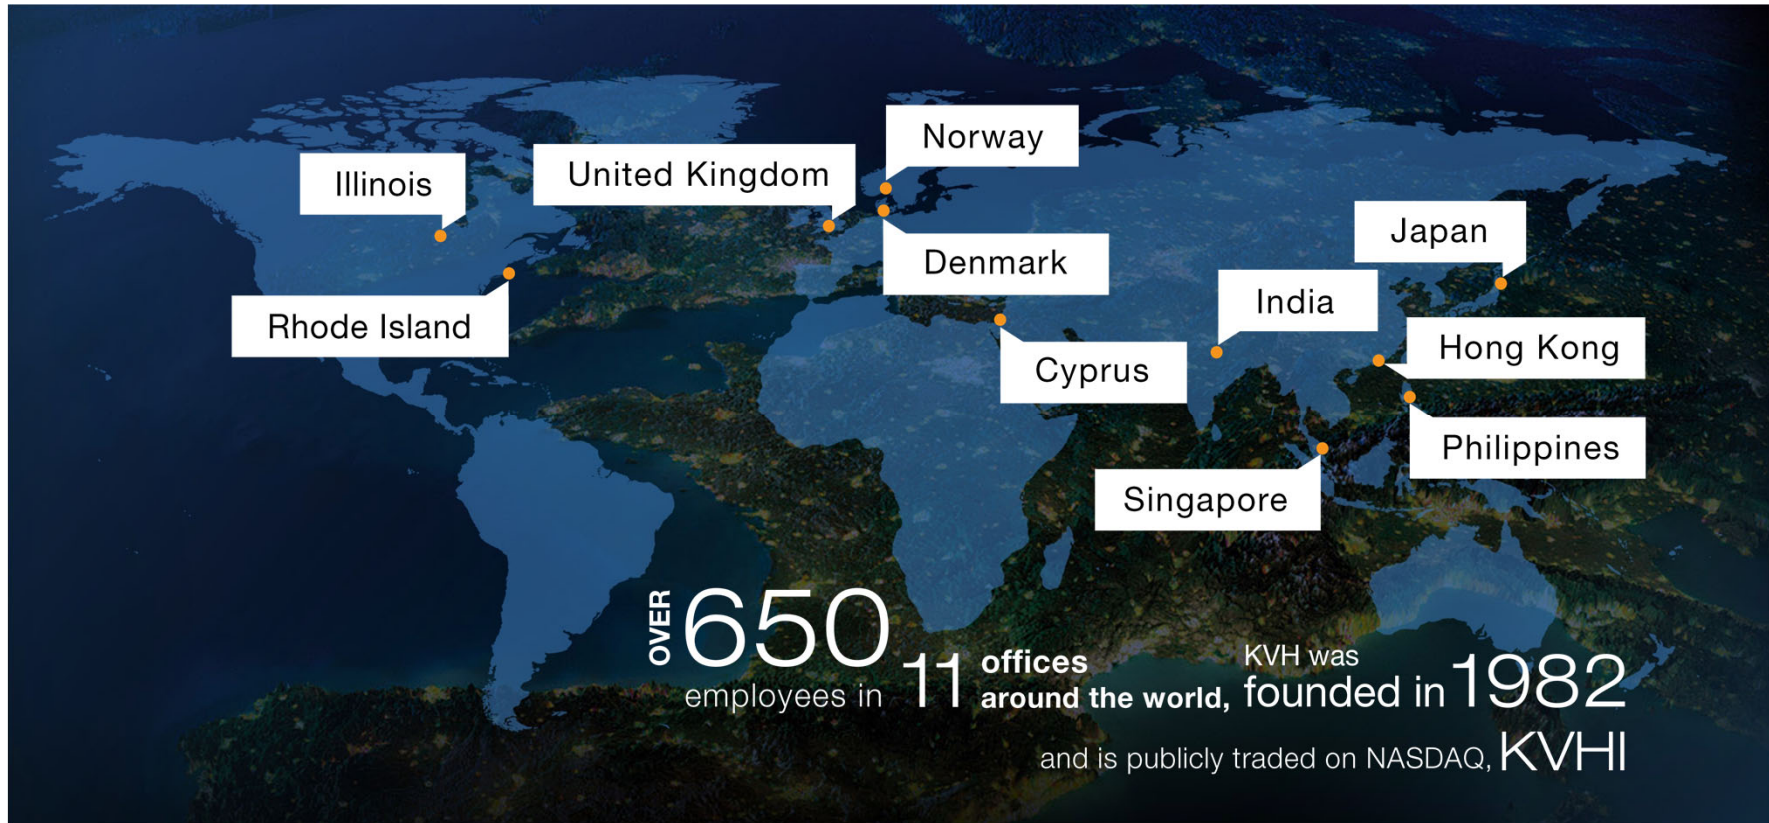 Norway
United Kingdom
Illinois
Japan
Denmark
India
Rhode Island
Hong Kong
Cyprus
Philippines
Singapore
OVER 650
employees in 11 offices
around the world,
KVH was
founded in 1982
and is publicly traded on NASDAQ, KVHI